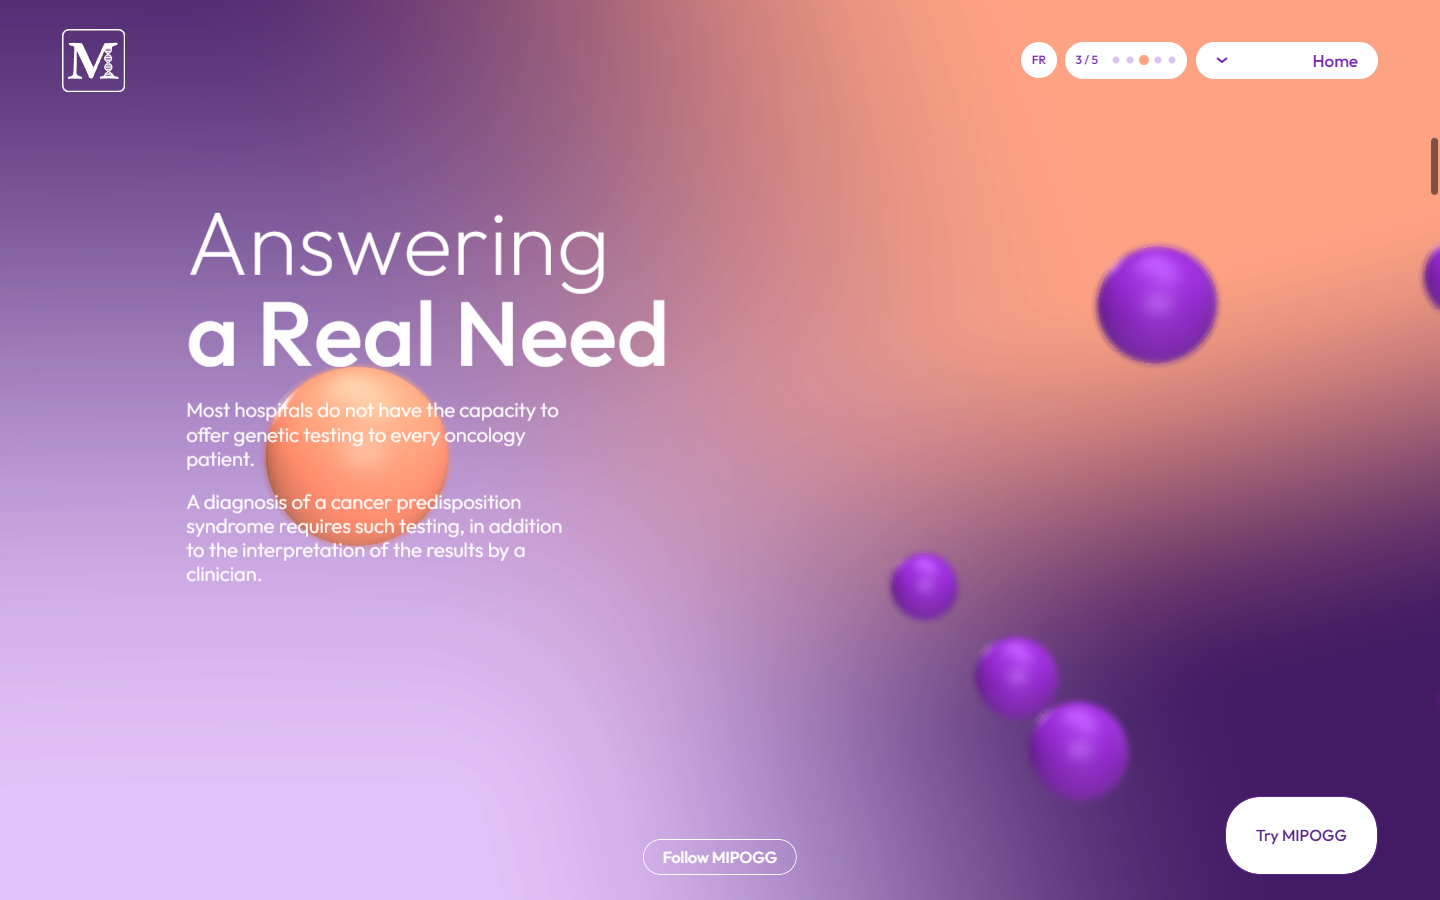 M
FR
3 / 5
Home
Answering
a Real Need
Most hospitals do not have the capacity to
offer genetic testing to every oncology
patient.
A diagnosis of a cancer predisposition
syndrome requires such testing, in addition
to the interpretation of the results by a
clinician.
Follow MIPOGG
Try MIPOGG